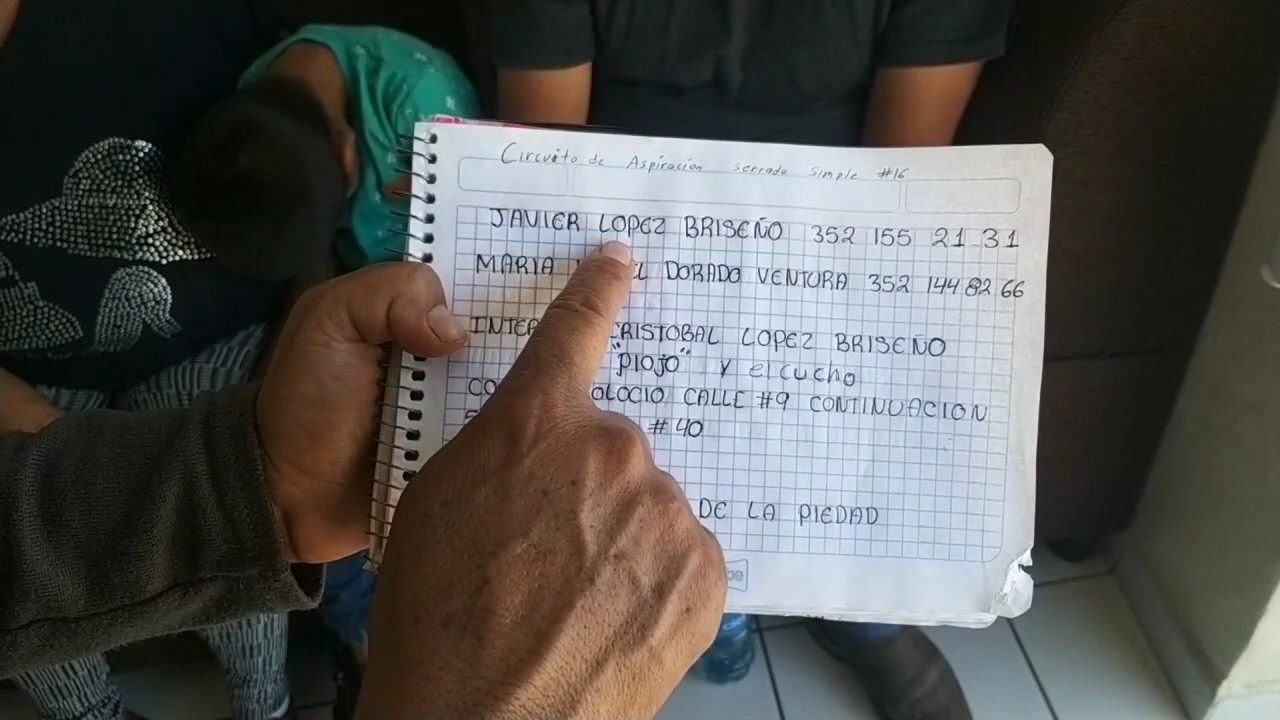 Circuito de Aspiración serrado Simple #16
JAVIER LOPEZ BRISEÑO 352 155 21 31
MARIA DORADO VENTURA 352 144 82 66
CRISTOBAL LOPEZ BRISEÑO
"PIOJO" y el cucho
CALLE #9 CONTINUACION
#40
DE LA PIEDAD